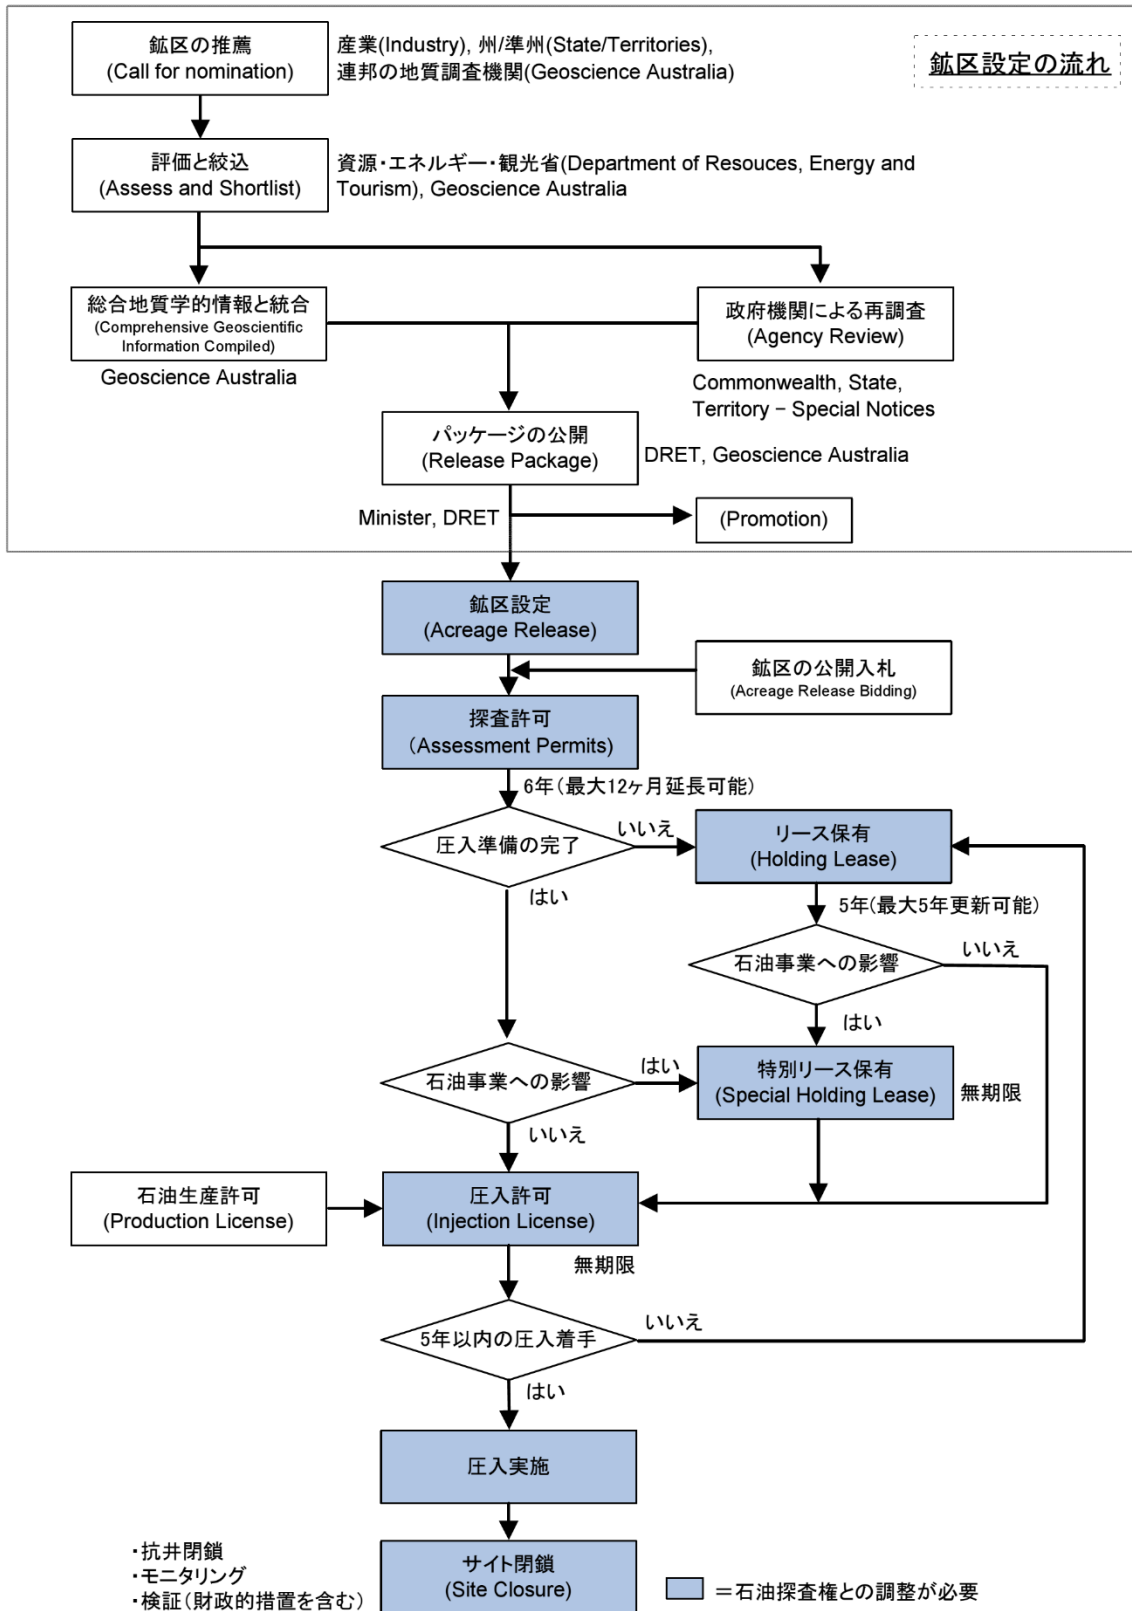 鉱区設定の流れ
鉱区の推薦
(Call for nomination)
産業(Industry), 州/準州(State/Territories),
連邦の地質調査機関(Geoscience Australia)
評価と絞込
(Assess and Shortlist)
資源・エネルギー・観光省(Department of Resouces, Energy and
Tourism), Geoscience Australia
総合地質学的情報と統合
(Comprehensive Geoscientific
Information Compiled)
Geoscience Australia
政府機関による再調査
(Agency Review)
Commonwealth, State,
Territory – Special Notices
パッケージの公開
(Release Package)
DRET, Geoscience Australia
Minister, DRET
(Promotion)
鉱区設定
(Acreage Release)
鉱区の公開入札
(Acreage Release Bidding)
探査許可
(Assessment Permits)
6年(最大12ヶ月延長可能)
圧入準備の完了
いいえ
はい
リース保有
(Holding Lease)
5年(最大5年更新可能)
石油事業への影響
いいえ
はい
石油事業への影響
はい
いいえ
特別リース保有
(Special Holding Lease)
無期限
石油生産許可
(Production License)
圧入許可
(Injection License)
無期限
5年以内の圧入着手
いいえ
はい
圧入実施
サイト閉鎖
(Site Closure)
・抗井閉鎖
・モニタリング
・検証(財政的措置を含む)
＝石油探査権との調整が必要